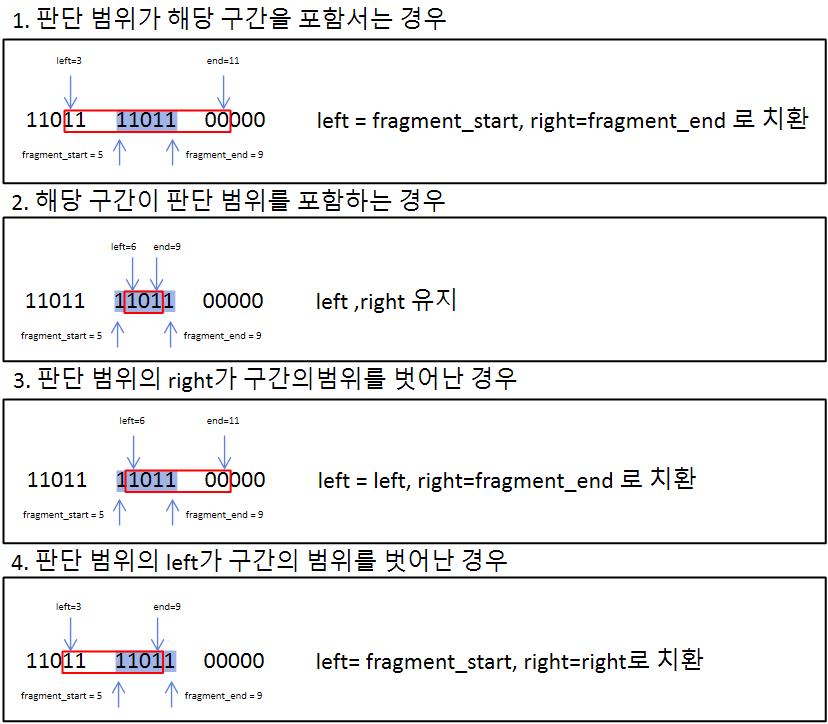 1. 판단 범위가 해당 구간을 포함서는 경우
left=3 end=11
11011 11011 00000 left = fragment_start, right=fragment_end 로 치환
fragment_start = 5 fragment_end = 9
2. 해당 구간이 판단 범위를 포함하는 경우
left=6 end=9
11011 11011 00000 left ,right 유지
fragment_start = 5 fragment_end = 9
3. 판단 범위의 right가 구간의범위를 벗어난 경우
left=6 end=11
11011 11011 00000 left = left, right=fragment_end 로 치환
fragment_start = 5 fragment_end = 9
4. 판단 범위의 left가 구간의 범위를 벗어난 경우
left=3 end=9
11011 11011 00000 left= fragment_start, right=right로 치환
fragment_start = 5 fragment_end = 9